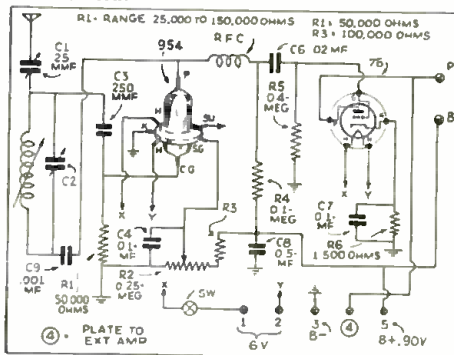 R1 - RANGE 25,000 TO 150,000 OHMS
R1 = 50,000 OHMS
R3 = 100,000 OHMS
C1
25
MMF
C3
250
MMF
954
RFC
C6 .02 MF
76
P
P
H
H
K
SU
SG
CG
R5
0.4-
MEG
B
C2
X
Y
X
Y
R4
0.1-
MEG
C4
0.1-
MF
R3
C7
0.1-
MF
C9
.001
MF
R1
50,000
OHMS
R2
0.25-
MEG
C8
0.5-
MF
R6
1,500 OHMS
X
SW
Y
1
2
3
4
5
6V
B-
B+,90V
4 - PLATE TO
EXT AMP